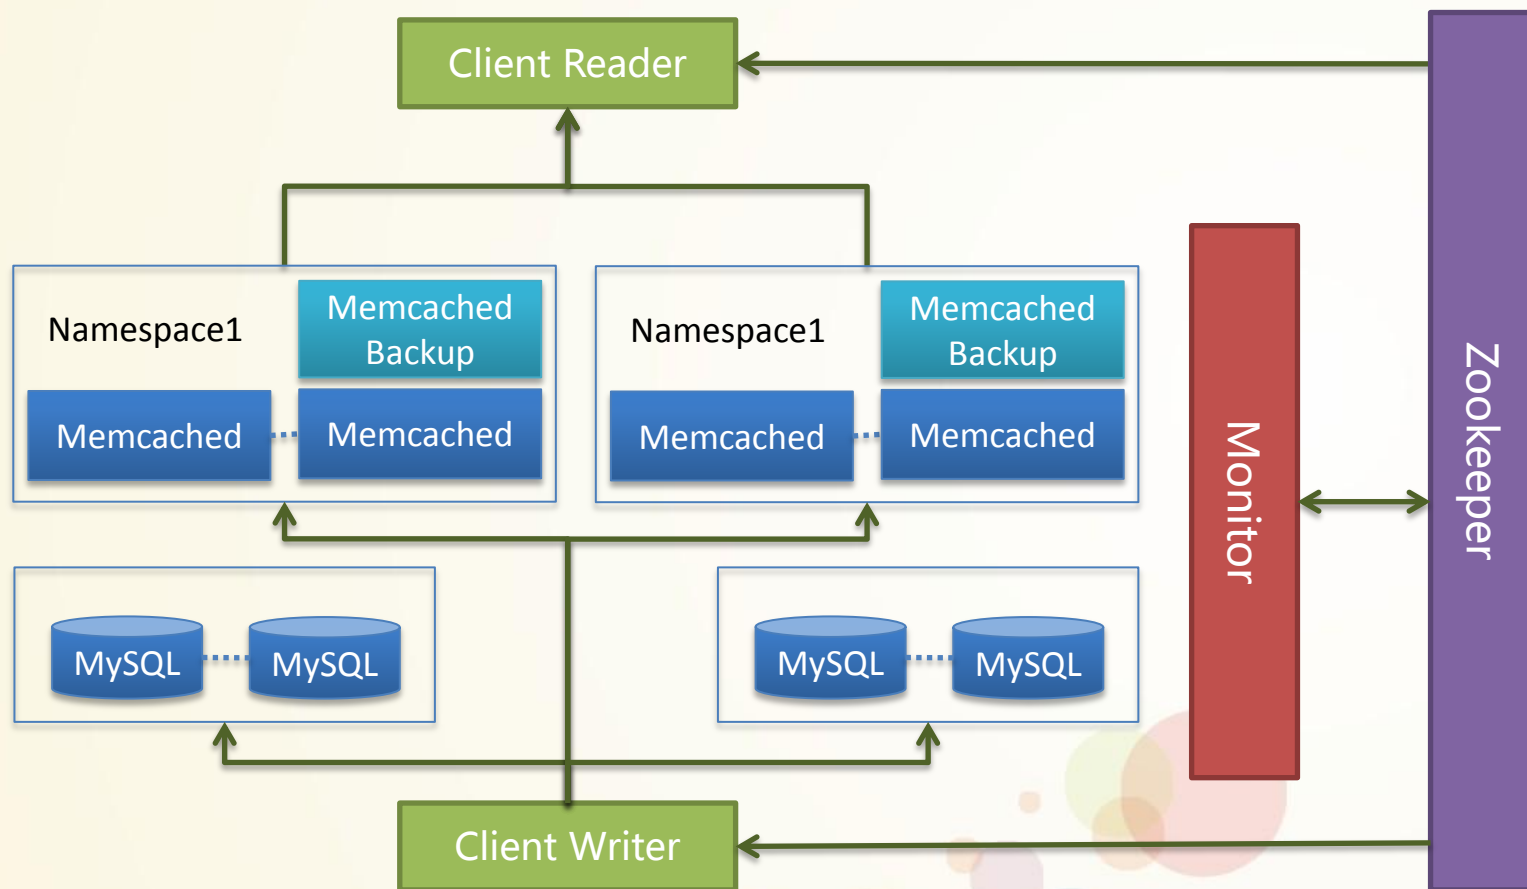 Client Reader
Namespace1
Memcached
Backup
Memcached
Memcached
Namespace1
Memcached
Backup
Memcached
Memcached
MySQL
MySQL
MySQL
MySQL
Client Writer
Monitor
Zookeeper